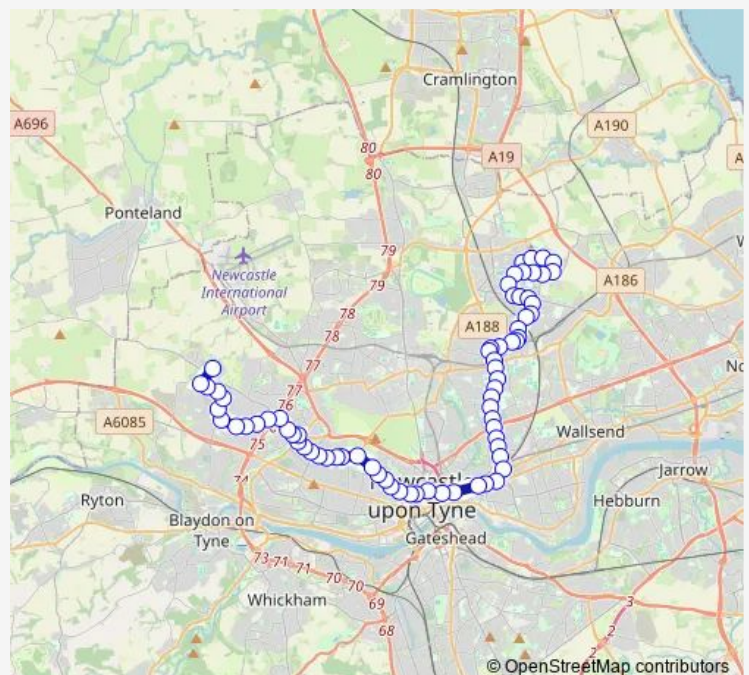 Cramlington
A696
A190
80
80
A19
A
Ponteland
79
Newcastle
International
Airport
79
A186
78
78
A188
77
77
76
A6085
75
Wallsend
74
Jarrow
Ryton
upon Tyne
Hebburn
Blaydon on
Tyne
Gateshead
73 71 71 70 70
Whickham
69
3
68
2
2
© OpenStreetMap contributors